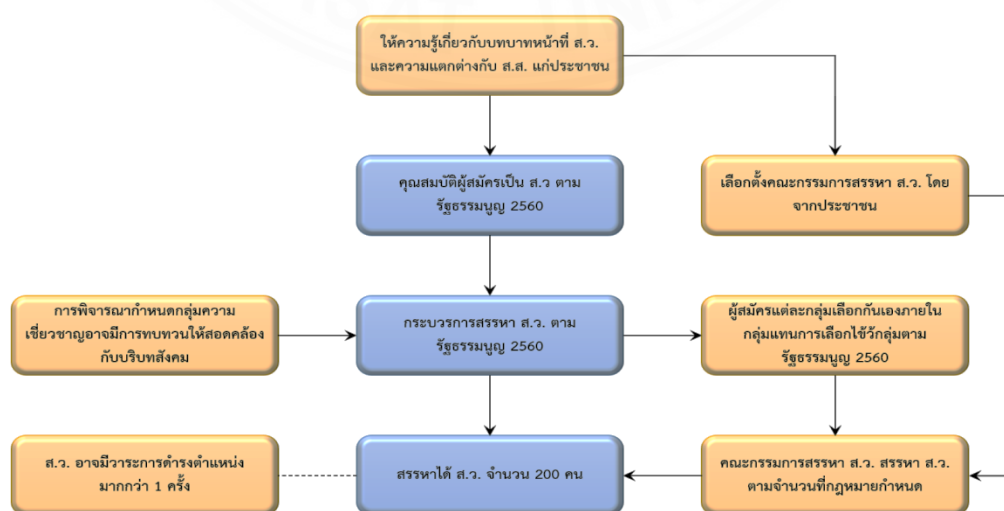 ให้ความรู้เกี่ยวกับบทบาทหน้าที่ ส.ว.
และความแตกต่างกับ ส.ส. แก่ประชาชน
คุณสมบัติผู้สมัครเป็น ส.ว ตาม
รัฐธรรมนูญ 2560
เลือกตั้งคณะกรรมการสรรหา ส.ว. โดย
จากประชาชน
การพิจารณากำหนดกลุ่มความ
เชี่ยวชาญอาจมีการทบทวนให้สอดคล้อง
กับบริบทสังคม
กระบวรการสรรหา ส.ว. ตาม
รัฐธรรมนูญ 2560
ผู้สมัครแต่ละกลุ่มเลือกกันเองภายใน
กลุ่มแทนการเลือกไขว้กลุ่มตาม
รัฐธรรมนูญ 2560
ส.ว. อาจมีวาระการดำรงตำแหน่ง
มากกว่า 1 ครั้ง
สรรหาได้ ส.ว. จำนวน 200 คน
คณะกรรมการสรรหา ส.ว. สรรหา ส.ว.
ตามจำนวนที่กฎหมายกำหนด